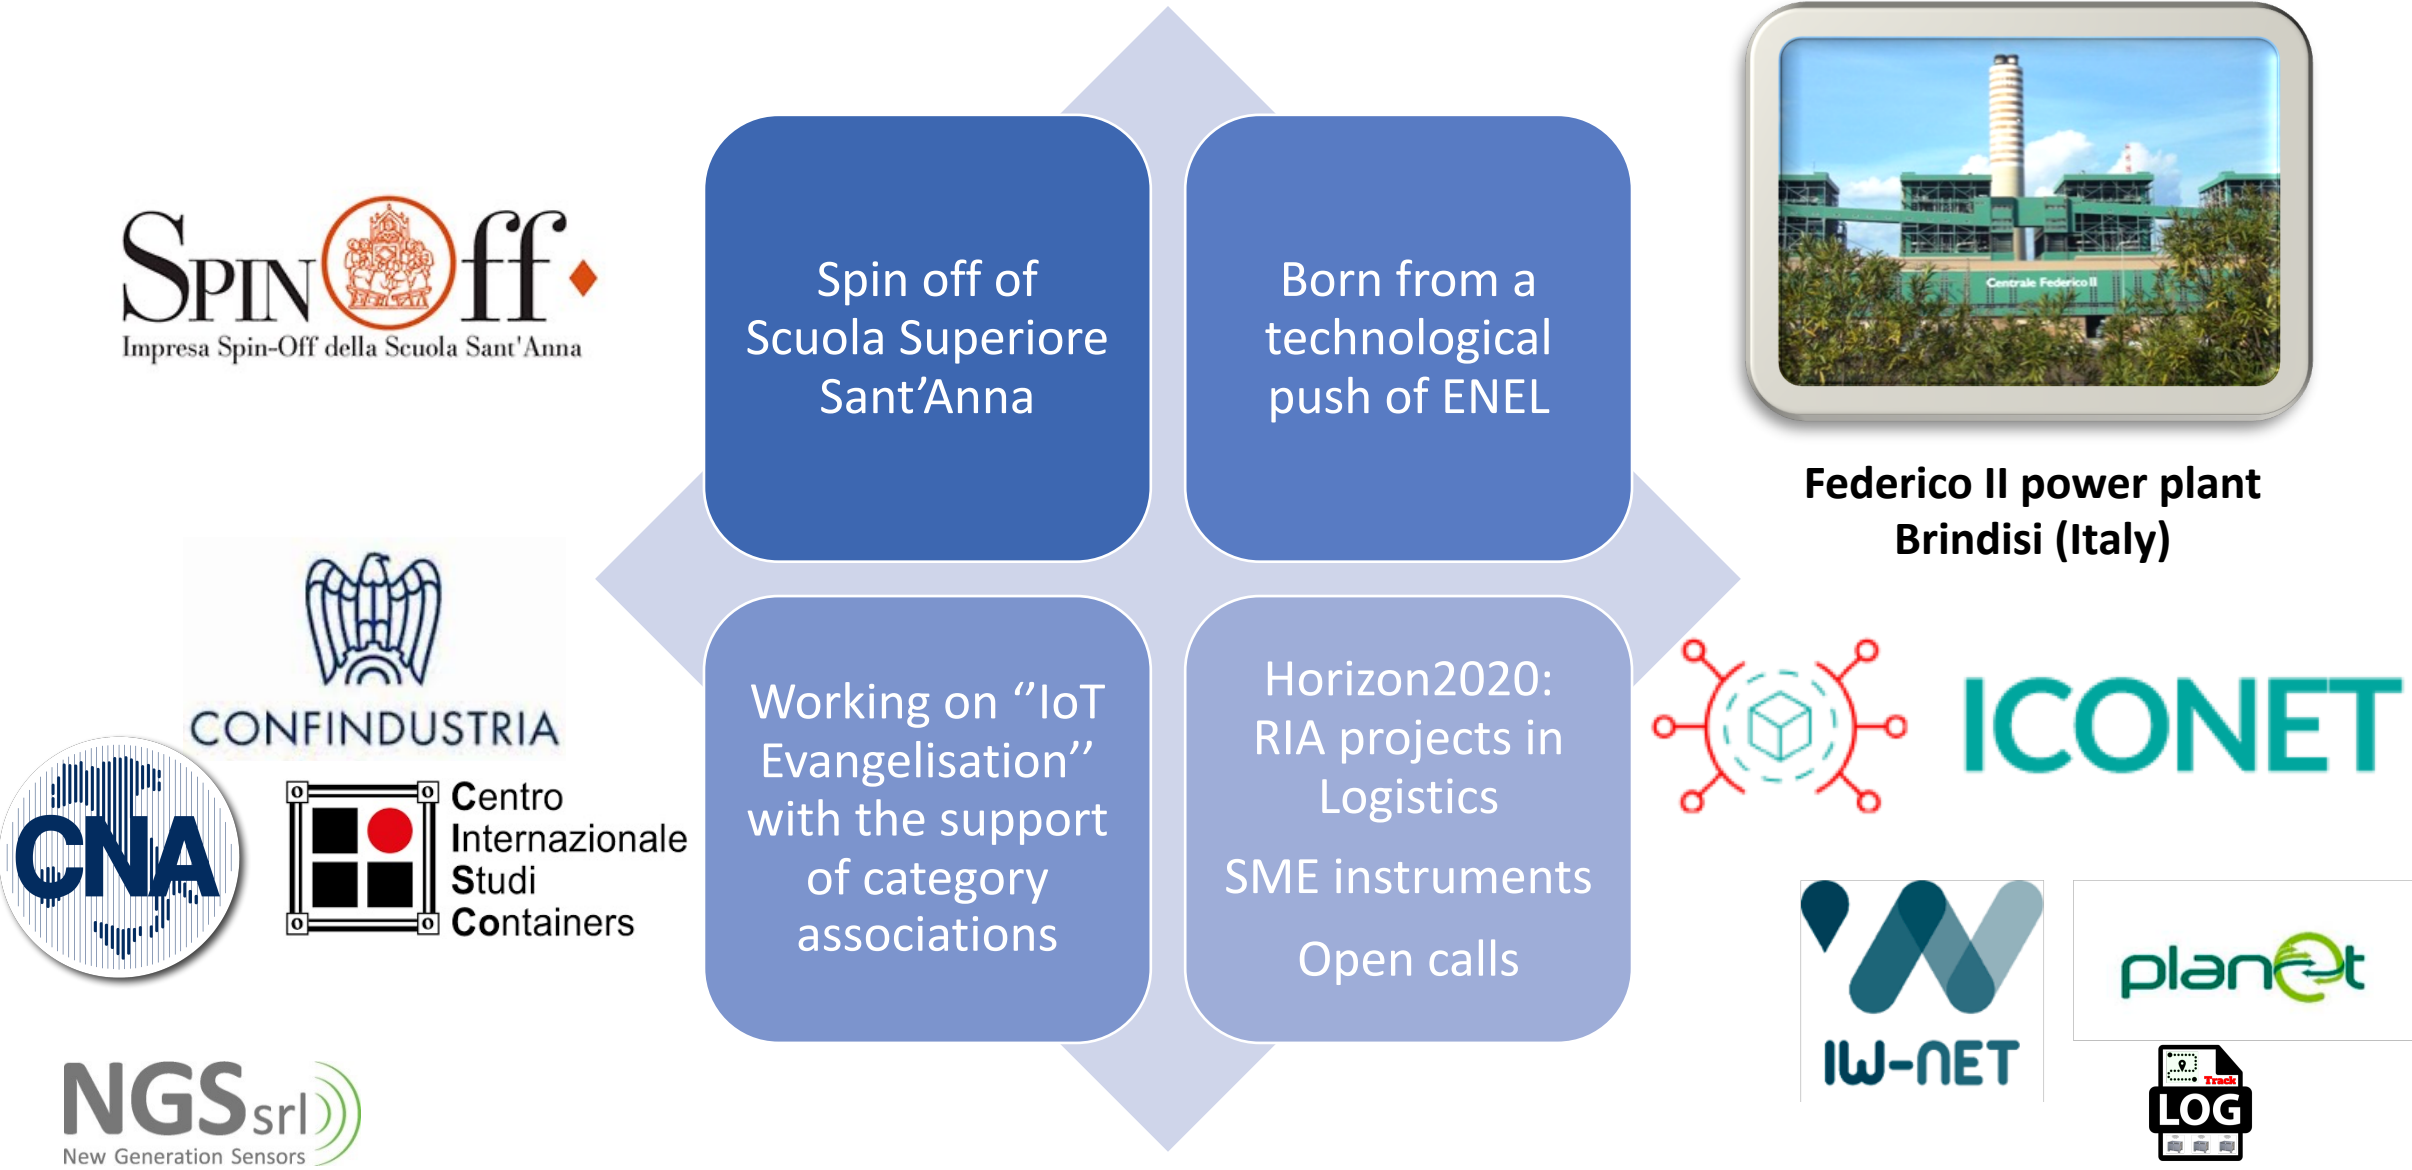 SPIN Off
Impresa Spin-Off della Scuola Sant'Anna
Spin off of
Scuola Superiore
Sant’Anna
Born from a
technological
push of ENEL
Centrale Federico II
Federico II power plant
Brindisi (Italy)
CONFINDUSTRIA
CNA
Centro
Internazionale
Studi
Containers
Working on ‘’IoT
Evangelisation’’
with the support
of category
associations
Horizon2020:
RIA projects in
Logistics
SME instruments
Open calls
ICONET
IW-NET
planet
Track
LOG
NGS srl
New Generation Sensors